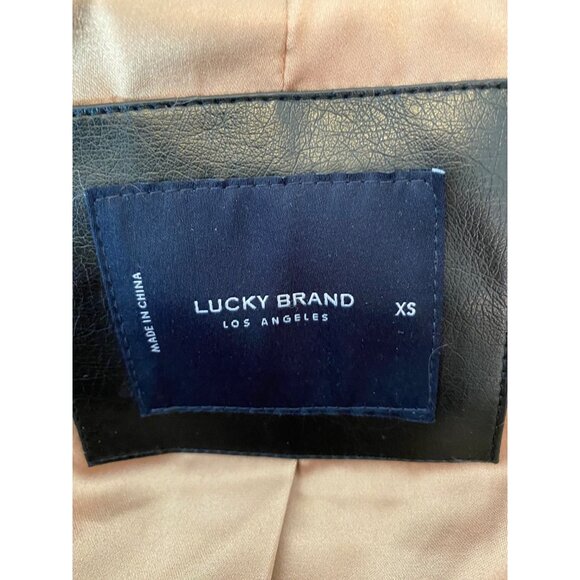 MADE IN CHINA
LUCKY BRAND
LOS ANGELES
XS